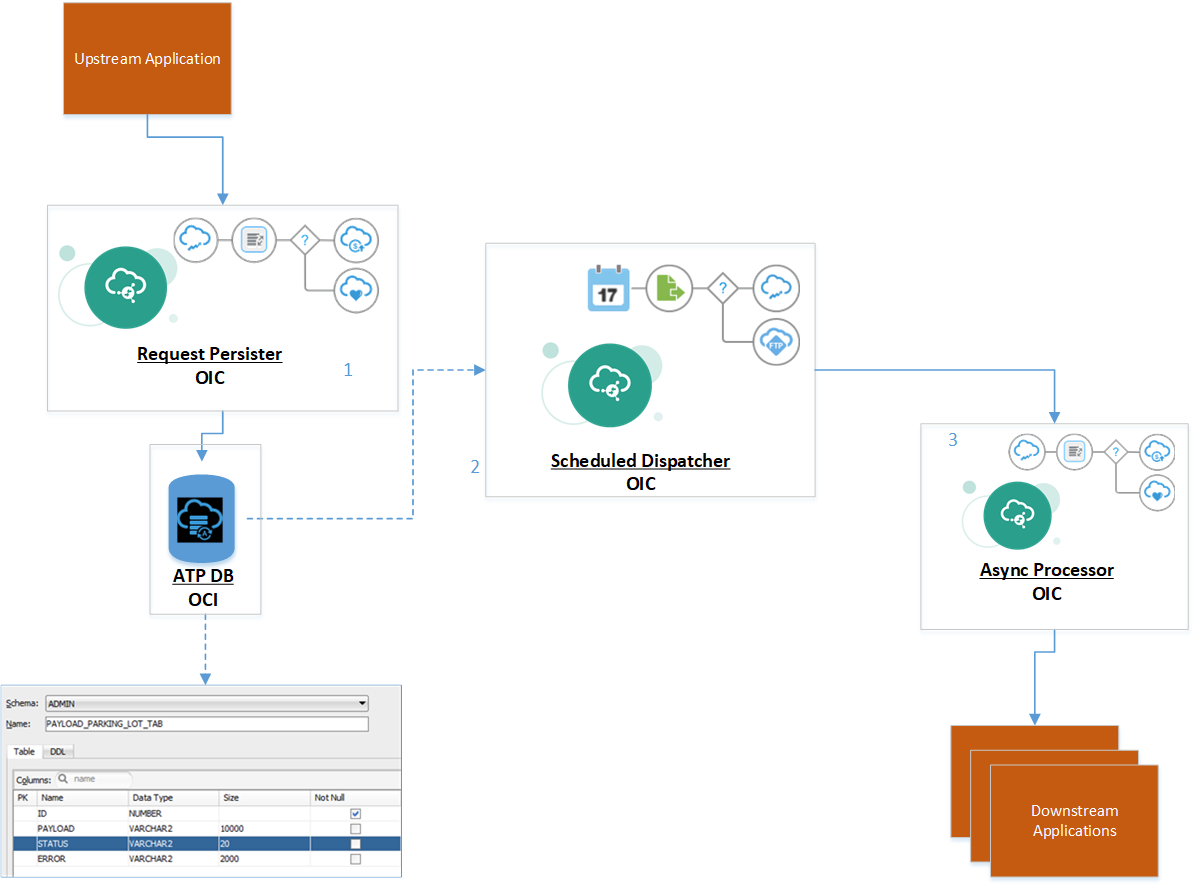 Upstream Application
?
$
Request Persister
OIC
1
17
?
FTP
2
Scheduled Dispatcher
OIC
3
?
$
Async Processor
OIC
A
ATP DB
OCI
Schema: ADMIN
Name: PAYLOAD_PARKING_LOT_TAB
Table DDL
Columns: name
PK Name Data Type Size Not Null
ID NUMBER
PAYLOAD VARCHAR2 10000
STATUS VARCHAR2 20
ERROR VARCHAR2 2000
Downstream
Applications